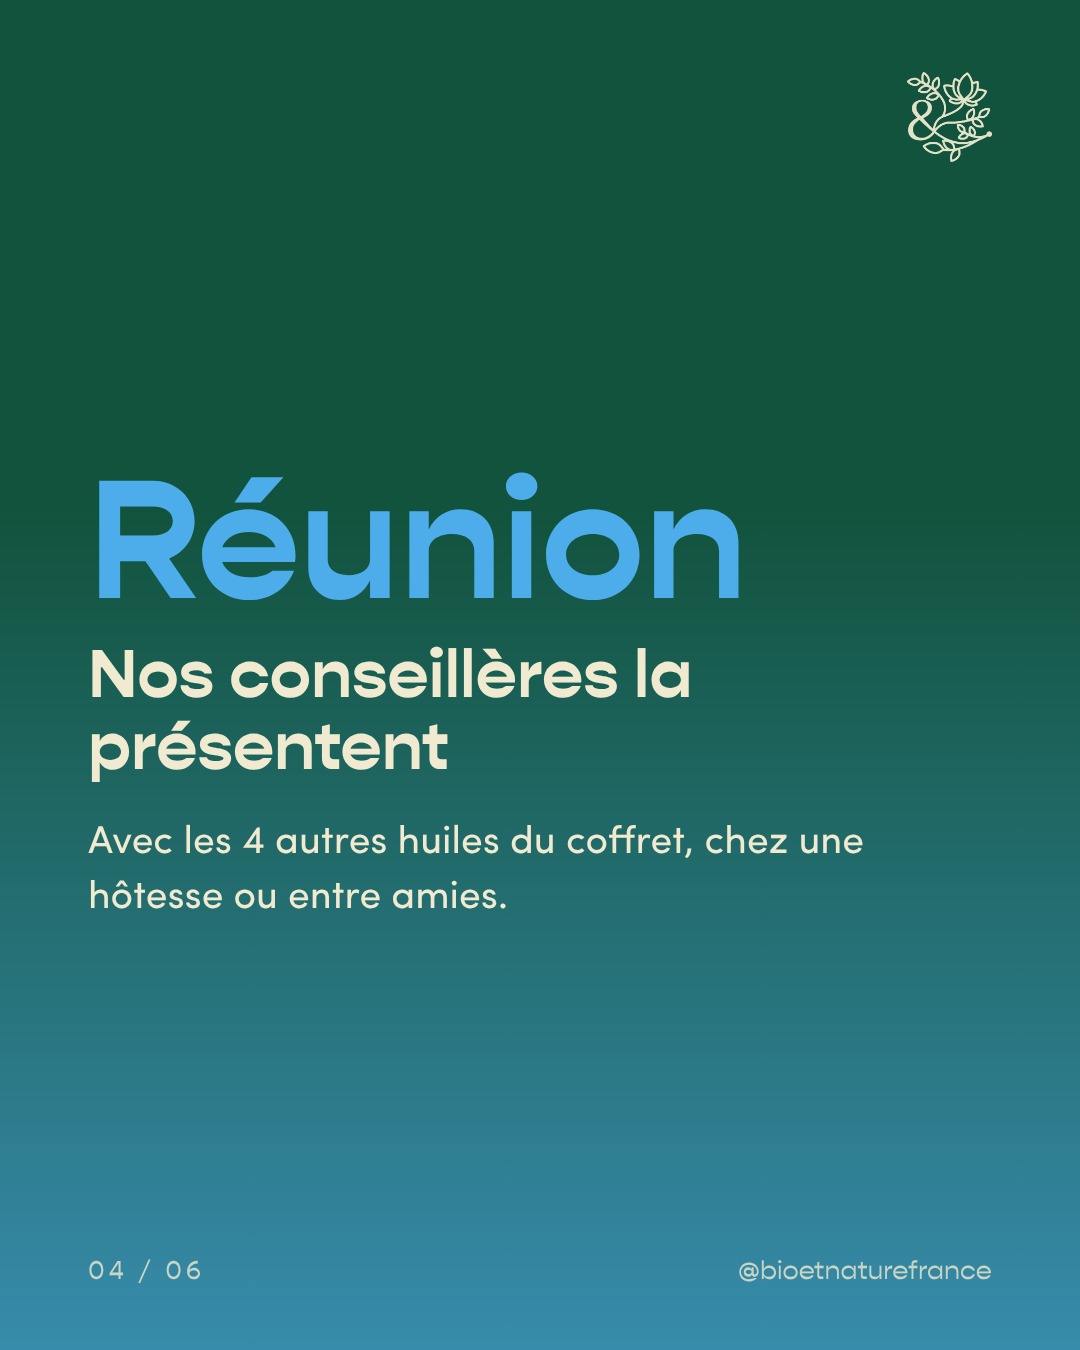 &
Réunion
Nos conseillères la
présentent
Avec les 4 autres huiles du coffret, chez une
hôtesse ou entre amies.
04 / 06
@bioetnaturefrance